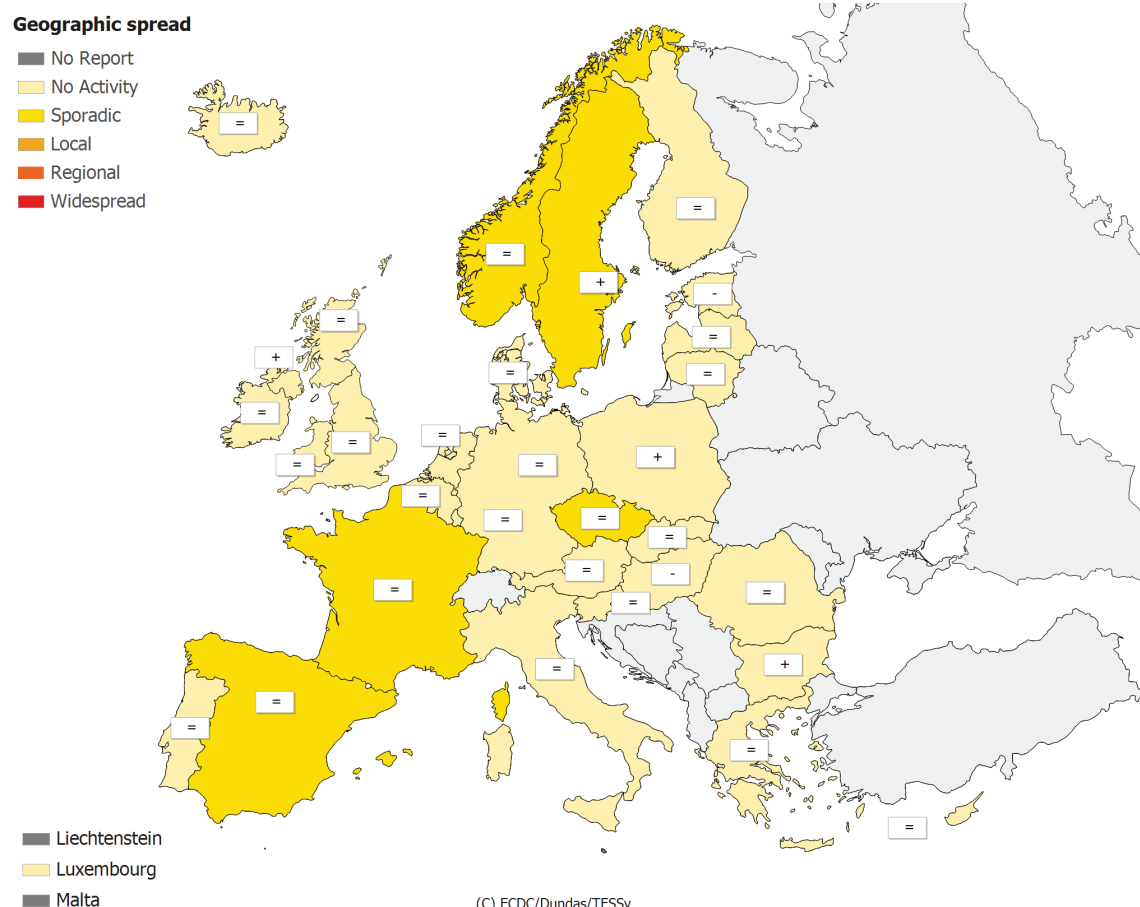 Geographic spread
No Report
No Activity
Sporadic
Local
Regional
Widespread
=
=
=
+
-
=
=
=
+
=
=
=
=
=
=
=
+
=
=
=
=
=
-
=
=
=
+
=
=
=
=
=
Liechtenstein
Luxembourg
Malta
(C) ECDC/Dundas/TESSy